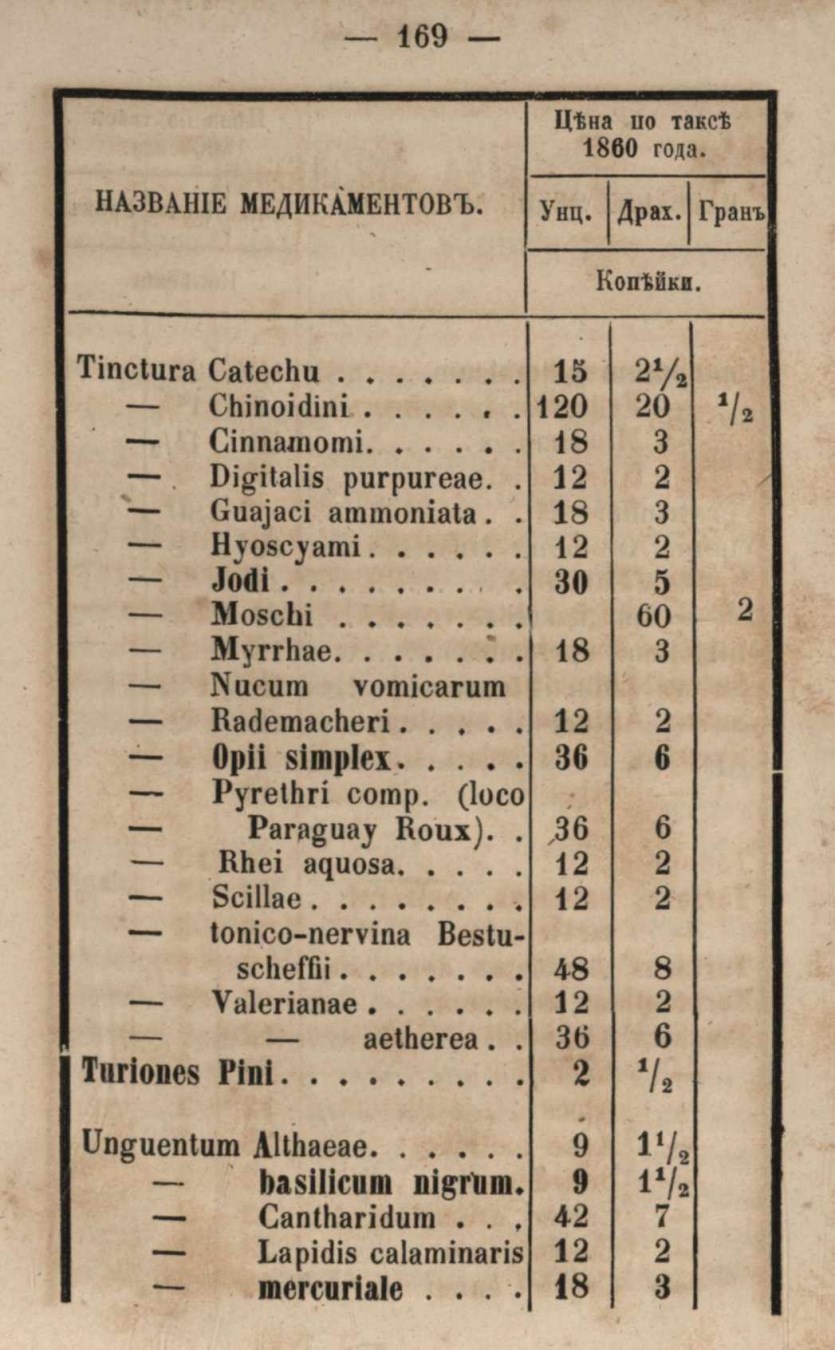 — 169 —
НАЗВАНІЕ МЕДИКАМЕНТОВЪ.
Цѣна по таксѣ
1860 года.
Унц. Драх. Гранъ
Копѣйки.
Tinctura Catechu . . . . . . . 15 2½
— Chinoidini . . . . . . 120 20 ½
— Cinnamomi. . . . . . 18 3
— Digitalis purpureae. . 12 2
— Guajaci ammoniata . . 18 3
— Hyoscyami . . . . . . 12 2
— Jodi . . . . . . . . . 30 5
— Moschi . . . . . . . 60 2
— Myrrhae. . . . . . . 18 3
— Nucum vomicarum
— Rademacheri . . . . . 12 2
— Opii simplex. . . . . 36 6
— Pyrethri comp. (loco
— Paraguay Roux). . 36 6
— Rhei aquosa. . . . . 12 2
— Scillae . . . . . . . . 12 2
— tonico-nervina Bestu-
scheffii . . . . . . . 48 8
— Valerianae . . . . . . 12 2
— — aetherea . . 36 6
Turiones Pini. . . . . . . . . 2 ½
Unguentum Althaeae. . . . . . 9 1½
— basilicum nigrum. 9 1½
— Cantharidum . . . 42 7
— Lapidis calaminaris 12 2
— mercuriale . . . . 18 3